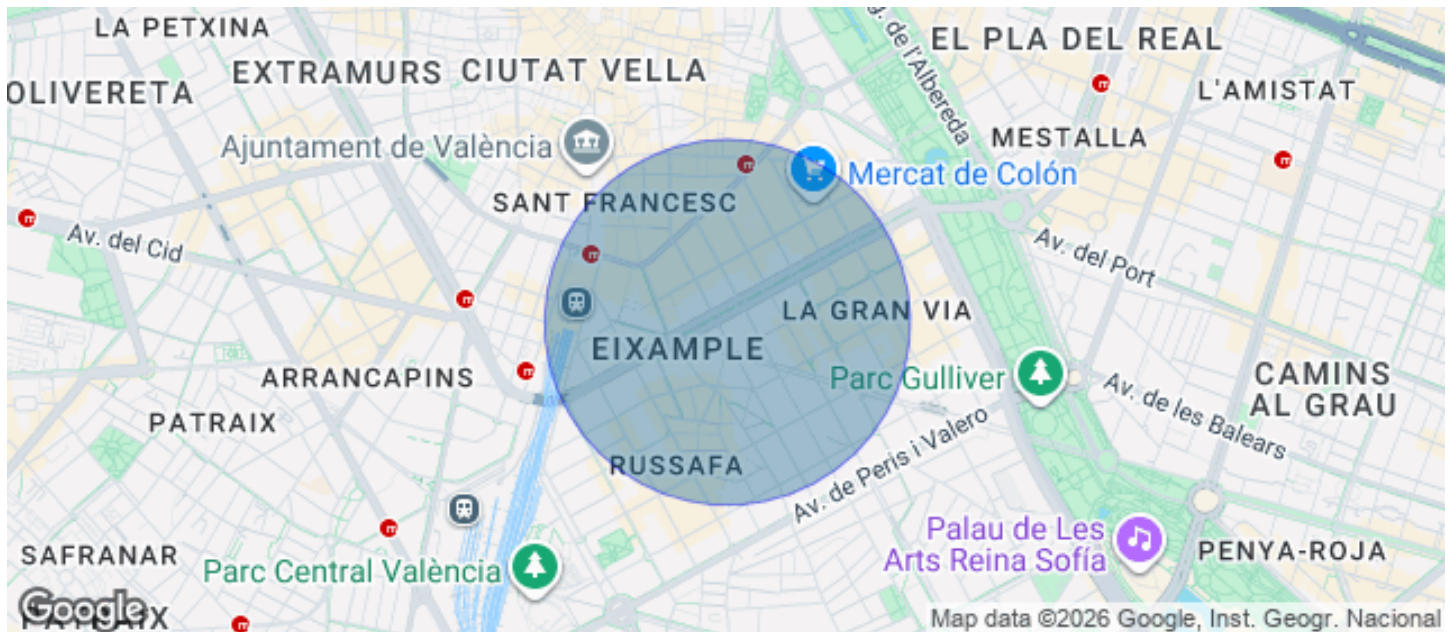 LA PETXINA
EL PLA DEL REAL
EXTRAMURS
CIUTAT VELLA
OLIVERETA
L'AMISTAT
g. de l'Albereda
MESTALLA
Ajuntament de València
Mercat de Colón
SANT FRANCESC
Av. del Cid
Av. del Port
LA GRAN VIA
EIXAMPLE
ARRANCAPINS
Parc Gulliver
CAMINS
AL GRAU
Av. de les Balears
PATRAIX
RUSSAFA
Av. de Peris i Valero
Palau de Les
Arts Reina Sofía
PENYA-ROJA
SAFRANAR
Parc Central València
Google
PATRAIX
Map data ©2026 Google, Inst. Geogr. Nacional